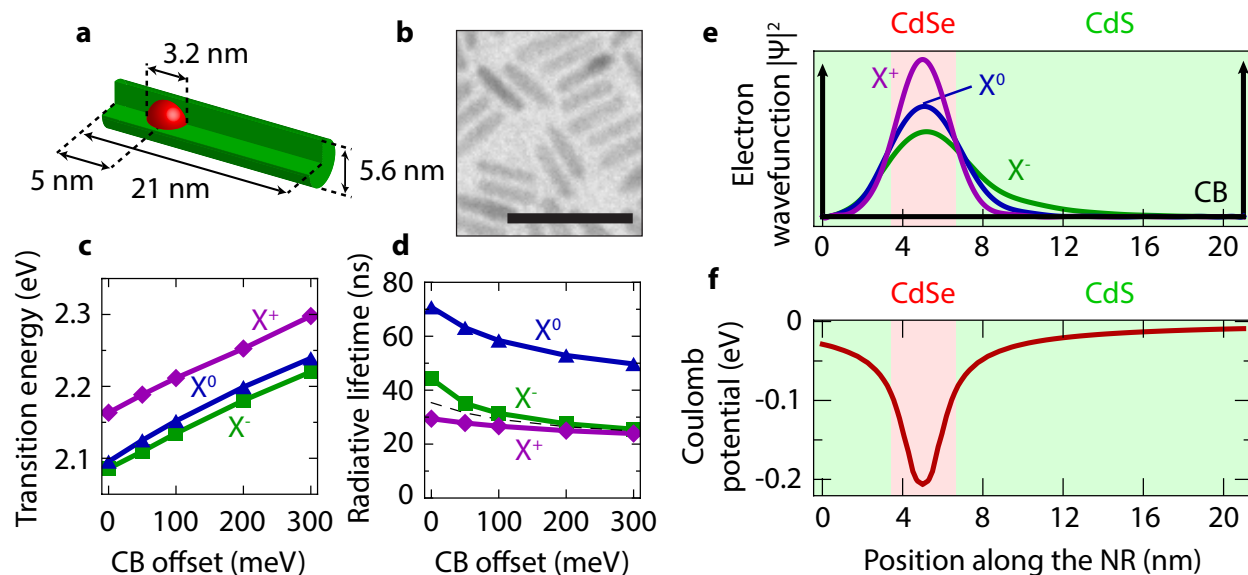 a
3.2 nm
5 nm
21 nm
5.6 nm
b
c
Transition energy (eV)
2.3
2.2
2.1
X⁺
X⁰
X⁻
0 100 200 300
CB offset (meV)
d
Radiative lifetime (ns)
80
60
40
20
0
X⁰
X⁻
X⁺
0 100 200 300
CB offset (meV)
e
CdSe CdS
Electron
wavefunction |Ψ|²
X⁺
X⁰
X⁻
CB
0 4 8 12 16 20
f
CdSe CdS
Coulomb
potential (eV)
0
-0.1
-0.2
0 4 8 12 16 20
Position along the NR (nm)